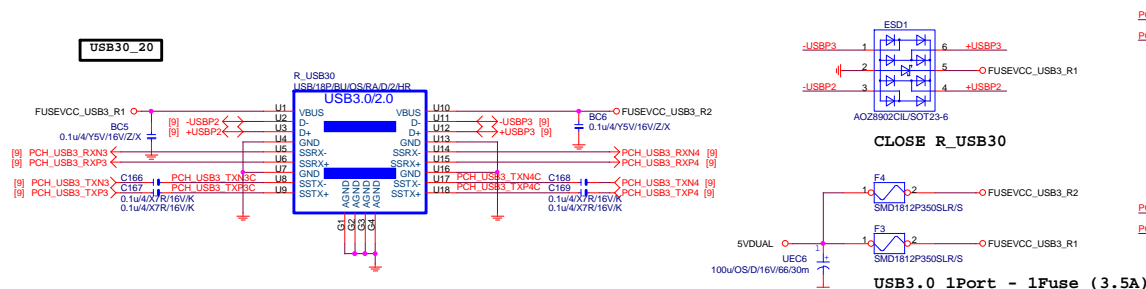 USB30_20
R_USB30
USB/18P/BU/OS/RA/D/2/HR
USB3.0/2.0
FUSEVCC_USB3_R1
U1 VBUS
VBUS U10
FUSEVCC_USB3_R2
BC5
0.1u/4/Y5V/16V/Z/X
[9] -USBP2
U2 D-
D- U11
-USBP3 [9]
BC6
0.1u/4/Y5V/16V/Z/X
[9] +USBP2
U3 D+
D+ U12
+USBP3 [9]
U4 GND
GND U13
[9] PCH_USB3_RXN3
U5 SSRX-
SSRX- U14
PCH_USB3_RXN4 [9]
[9] PCH_USB3_RXP3
U6 SSRX+
SSRX+ U15
PCH_USB3_RXP4 [9]
U7 GND
GND U16
[9] PCH_USB3_TXN3
C166
PCH_USB3_TXN3C
U8 SSTX-
SSTX- U17
PCH_USB3_TXN4C
C168
PCH_USB3_TXN4 [9]
[9] PCH_USB3_TXP3
C167
PCH_USB3_TXP3C
U9 SSTX+
SSTX+ U18
PCH_USB3_TXP4C
C169
PCH_USB3_TXP4 [9]
0.1u/4/X7R/16V/K
0.1u/4/X7R/16V/K
0.1u/4/X7R/16V/K
0.1u/4/X7R/16V/K
AGND AGND AGND AGND
G1 G2 G3 G4
ESD1
-USBP3 1
6 +USBP3
2
5 FUSEVCC_USB3_R1
-USBP2 3
4 +USBP2
AOZ8902CIL/SOT23-6
CLOSE R_USB30
F4
1 2 FUSEVCC_USB3_R2
SMD1812P350SLR/S
F3
5VDUAL
1 2 FUSEVCC_USB3_R1
SMD1812P350SLR/S
1 +
UEC6
100u/OS/D/16V/66/30m
USB3.0 1Port - 1Fuse (3.5A)